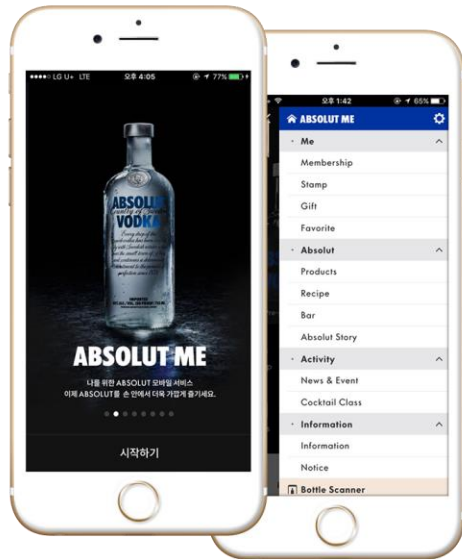 LG U+ LTE
오후 4:05
77%
ABSOLUT
Country of Sweden
VODKA
ABSOLUT ME
나를 위한 ABSOLUT 모바일 서비스
이제 ABSOLUT를 손 안에서 더욱 가깝게 즐기세요.
시작하기
오후 1:42
65%
ABSOLUT ME
· Me
Membership
Stamp
Gift
Favorite
· Absolut
Products
Recipe
Bar
Absolut Story
· Activity
News & Event
Cocktail Class
· Information
Information
Notice
Bottle Scanner